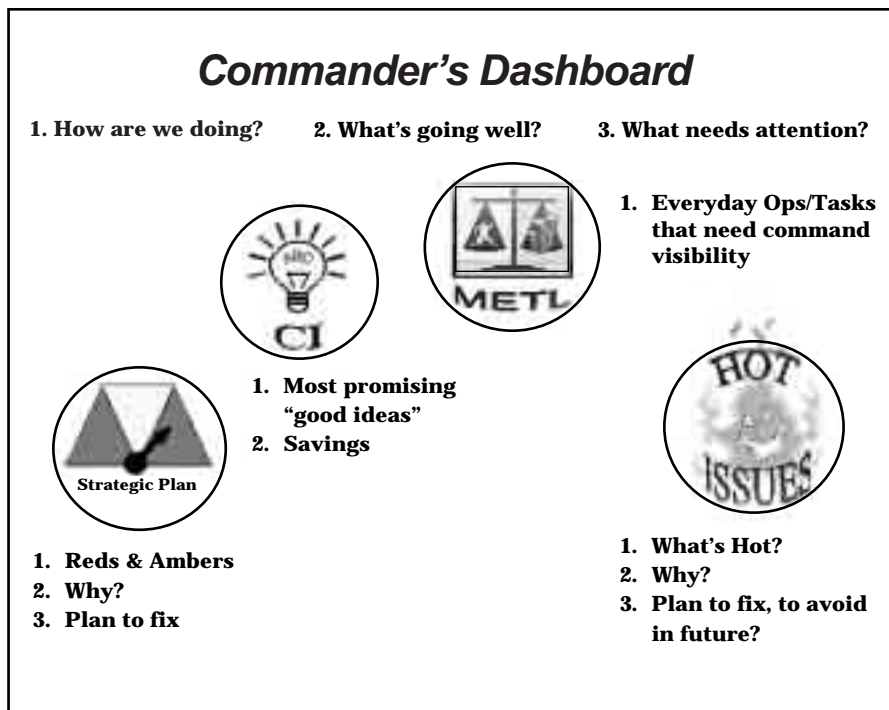 Commander’s Dashboard
1. How are we doing?
2. What’s going well?
3. What needs attention?
METL
1. Everyday Ops/Tasks
that need command
visibility
CI
1. Most promising
“good ideas”
2. Savings
HOT
ISSUES
Strategic Plan
1. Reds & Ambers
2. Why?
3. Plan to fix
1. What’s Hot?
2. Why?
3. Plan to fix, to avoid
in future?